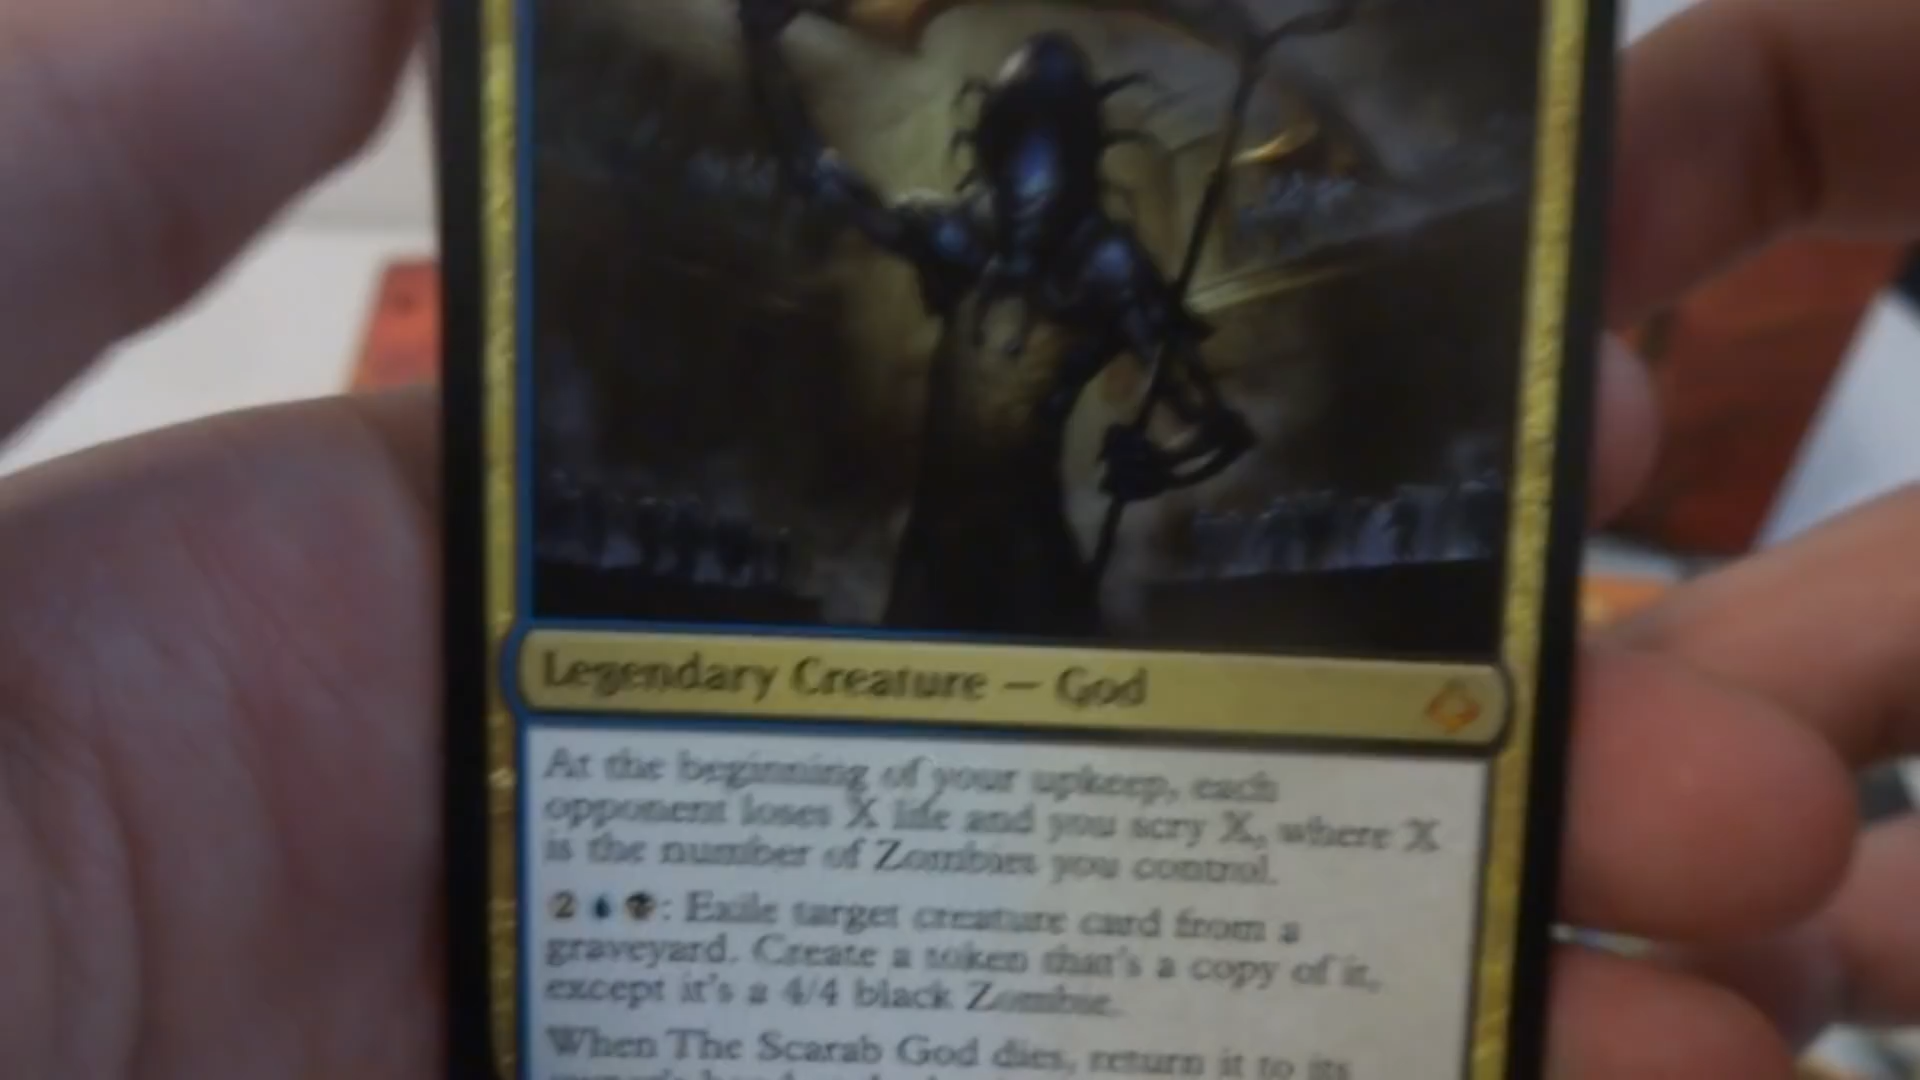 Legendary Creature — God
At the beginning of your upkeep, each
opponent loses X life and you scry X, where X
is the number of Zombies you control.
2 : Exile target creature card from a
graveyard. Create a token that's a copy of it,
except it's a 4/4 black Zombie.
When The Scarab God dies, return it to its